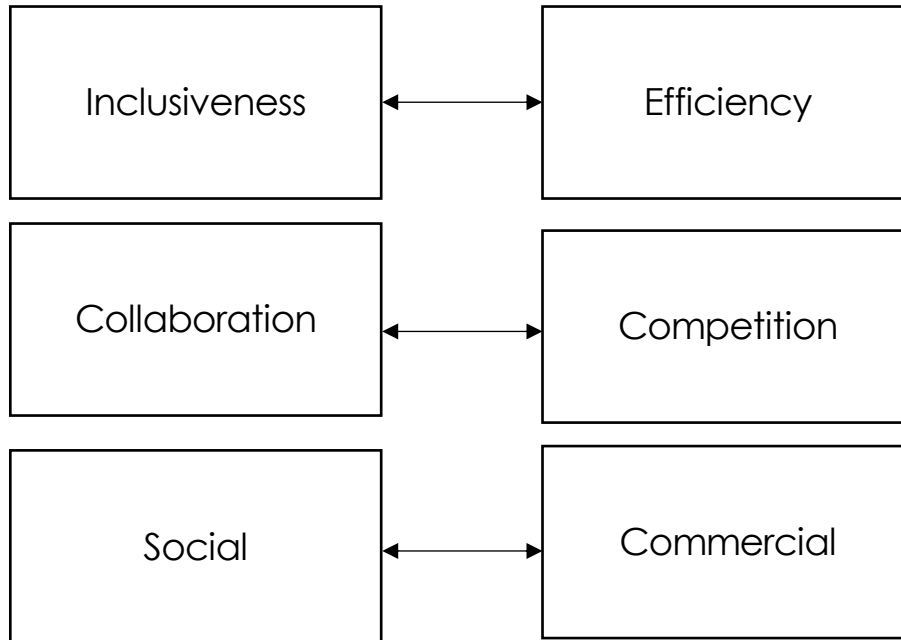 Inclusiveness
Efficiency
Collaboration
Competition
Social
Commercial